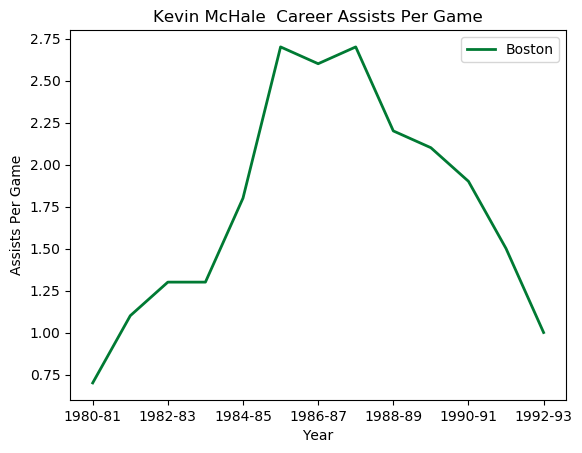 Kevin McHale  Career Assists Per Game
Boston
Assists Per Game
2.75
2.50
2.25
2.00
1.75
1.50
1.25
1.00
0.75
1980-81 1982-83 1984-85 1986-87 1988-89 1990-91 1992-93
Year